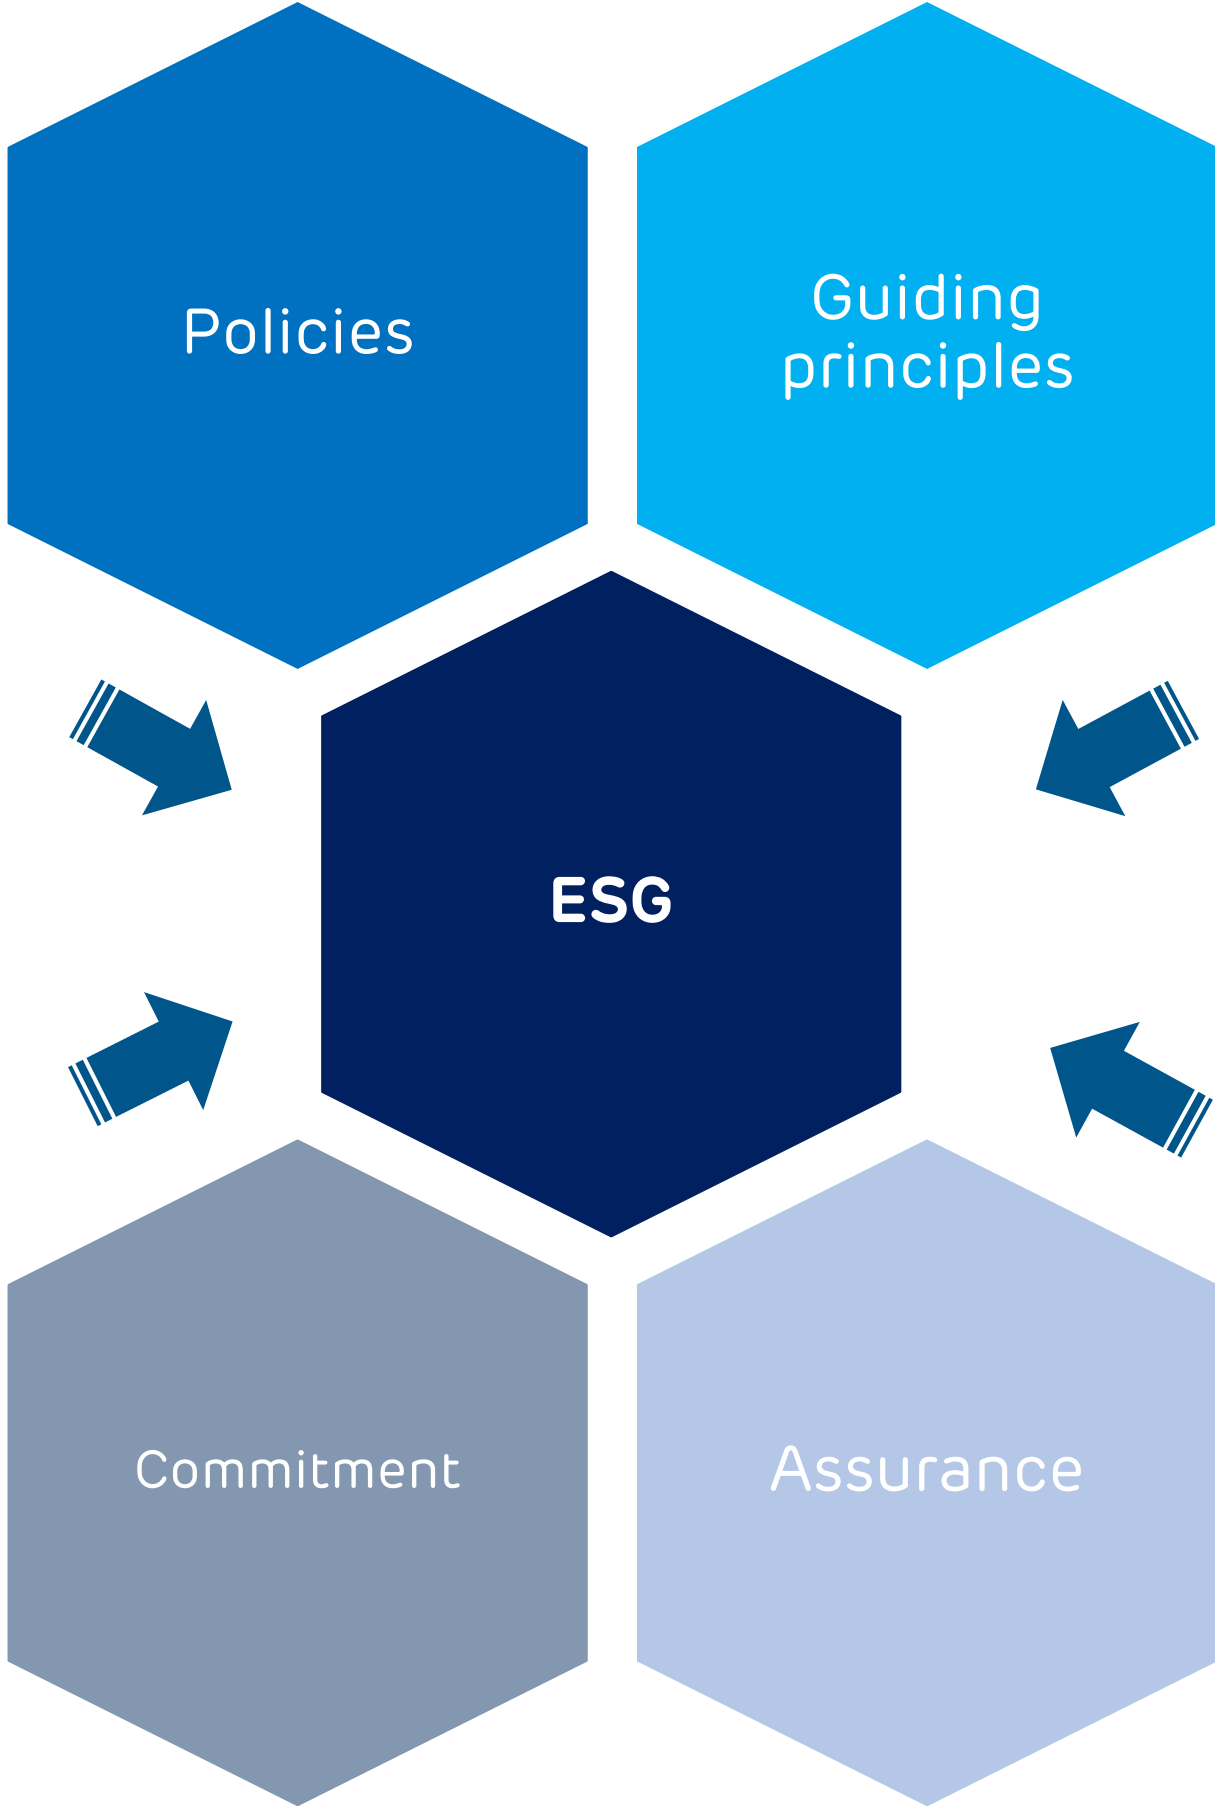 Policies
Guiding
principles
ESG
Commitment
Assurance